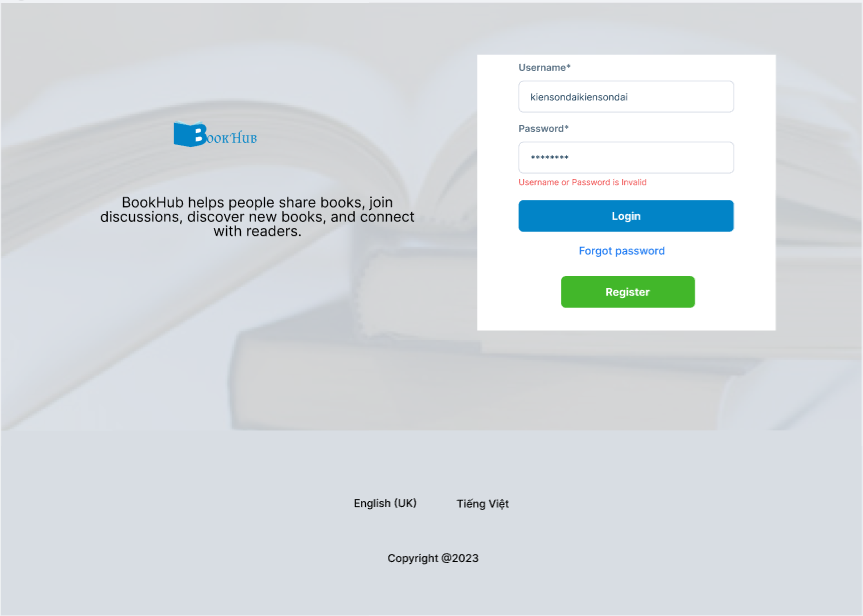 BookHub
BookHub helps people share books, join
discussions, discover new books, and connect
with readers.
Username*
kiensondaikiensondai
Password*
********
Username or Password is Invalid
Login
Forgot password
Register
English (UK)
Tiếng Việt
Copyright @2023